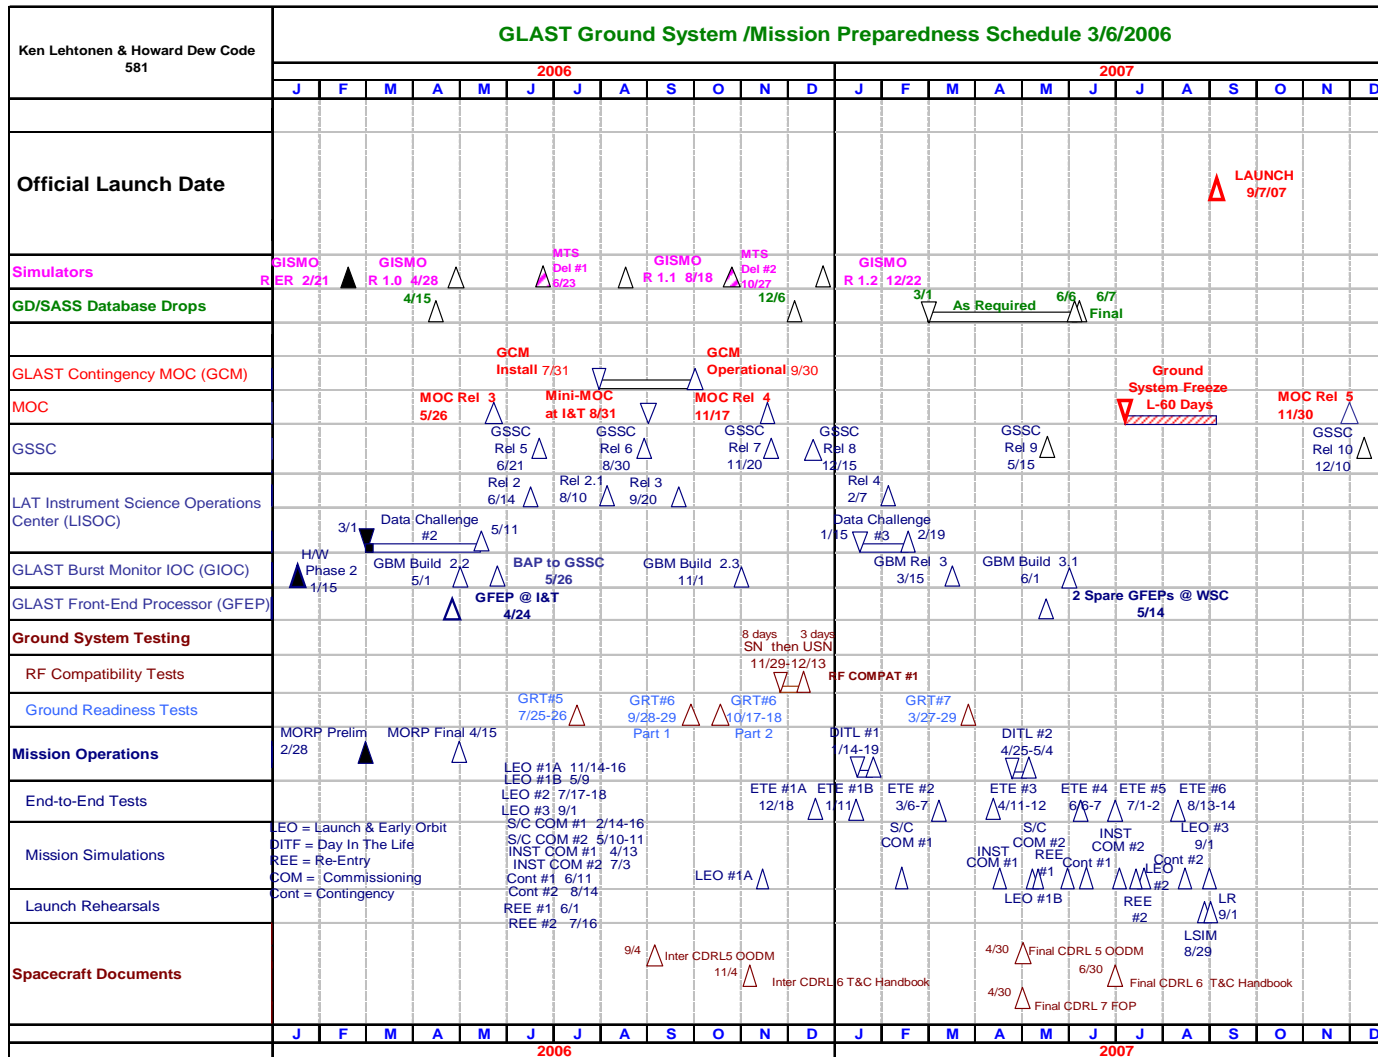 Ken Lehtonen & Howard Dew Code
581
GLAST Ground System /Mission Preparedness Schedule 3/6/2006
2006
2007
J F M A M J J A S O N D J F M A M J J A S O N D
Official Launch Date
LAUNCH
9/7/07
Simulators
GISMO
R ER 2/21
GISMO
R 1.0 4/28
MTS
Del #1
6/23
GISMO
R 1.1 8/18
MTS
Del #2
10/27
GISMO
R 1.2 12/22
GD/SASS Database Drops
4/15
12/6
3/1
As Required
6/6
6/7
Final
GLAST Contingency MOC (GCM)
GCM
Install 7/31
GCM
Operational 9/30
MOC
MOC Rel 3
5/26
Mini-MOC
at I&T 8/31
MOC Rel 4
11/17
Ground
System Freeze
L-60 Days
MOC Rel 5
11/30
GSSC
GSSC
Rel 5
6/21
GSSC
Rel 6
8/30
GSSC
Rel 7
11/20
GSSC
Rel 8
12/15
GSSC
Rel 9
5/15
GSSC
Rel 10
12/10
LAT Instrument Science Operations
Center (LISOC)
Rel 2
6/14
Rel 2.1
8/10
Rel 3
9/20
Rel 4
2/7
3/1
Data Challenge
#2
5/11
1/15
Data Challenge
#3
2/19
GLAST Burst Monitor IOC (GIOC)
H/W
Phase 2
1/15
GBM Build 2.2
5/1
BAP to GSSC
5/26
GBM Build 2.3
11/1
GBM Rel 3
3/15
GBM Build 3.1
6/1
GLAST Front-End Processor (GFEP)
GFEP @ I&T
4/24
2 Spare GFEPs @ WSC
5/14
Ground System Testing
8 days 3 days
SN then USN
RF Compatibility Tests
11/29-12/13
RF COMPAT #1
Ground Readiness Tests
GRT#5
7/25-26
GRT#6
9/28-29
Part 1
GRT#6
10/17-18
Part 2
GRT#7
3/27-29
Mission Operations
MORP Prelim
2/28
MORP Final 4/15
DITL #1
1/14-19
DITL #2
4/25-5/4
LEO #1A 11/14-16
LEO #1B 5/9
LEO #2 7/17-18
LEO #3 9/1
S/C COM #1 2/14-16
S/C COM #2 5/10-11
INST COM #1 4/13
INST COM #2 7/3
Cont #1 6/11
Cont #2 8/14
REE #1 6/1
REE #2 7/16
End-to-End Tests
ETE #1A
12/18
ETE #1B
1/11
ETE #2
3/6-7
ETE #3
4/11-12
ETE #4
6/6-7
ETE #5
7/1-2
ETE #6
8/13-14
LEO = Launch & Early Orbit
DITF = Day In The Life
REE = Re-Entry
COM = Commissioning
Cont = Contingency
Mission Simulations
LEO #1A
S/C
COM #1
INST
COM #1
S/C
COM #2
REE
#1
LEO #1B
Cont #1
INST
COM #2
LEO
#2
Cont #2
LEO #3
9/1
Launch Rehearsals
REE
#2
LR
9/1
LSIM
8/29
Spacecraft Documents
9/4
Inter CDRL5 OODM
11/4
Inter CDRL 6 T&C Handbook
4/30
Final CDRL 5 OODM
6/30
Final CDRL 6 T&C Handbook
4/30
Final CDRL 7 FOP
J F M A M J J A S O N D J F M A M J J A S O N D
2006
2007